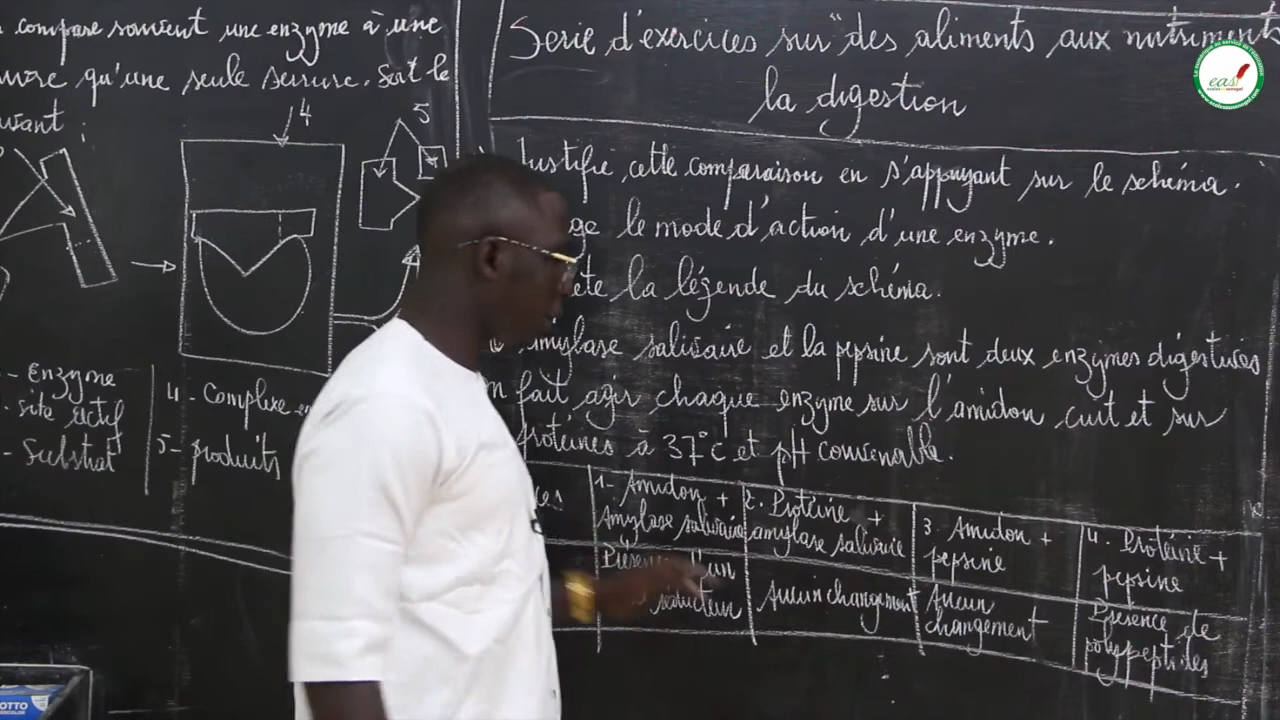 compare souvent une enzyme à une
qu'une seule serrure. Soit le
4
5
- Enzyme
- site actif
- Substrat
4 - Complexe
5 - produits
Serie d'exercices sur "des aliments aux nutriments
la digestion
Justifie cette comparaison en s'appuyant sur le schéma.
le mode d'action d'une enzyme.
la légende du schéma.
amylase salivaire et la pepsine sont deux enzymes digestives
fait agir chaque enzyme sur l'amidon cuit et sur
protéines à 37°c et pH convenable.
1 - Amidon +
Amylase salivaire
2. Protéine +
amylase salivaire
3. Amidon +
pepsine
4. Protéine +
pepsine
Aucun changement
Aucun
changement
Présence de
polypeptides
easi
ecolesausenegal.com
OTTO